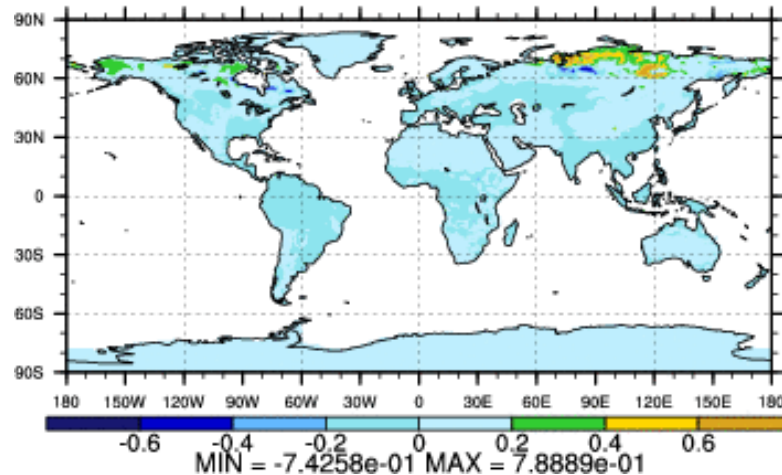 90N
60N
30N
0
30S
60S
90S
180 150W 120W 90W 60W 30W 0 30E 60E 90E 120E 150E 180
-0.6 -0.4 -0.2 0 0.2 0.4 0.6
MIN = -7.4258e-01 MAX = 7.8889e-01